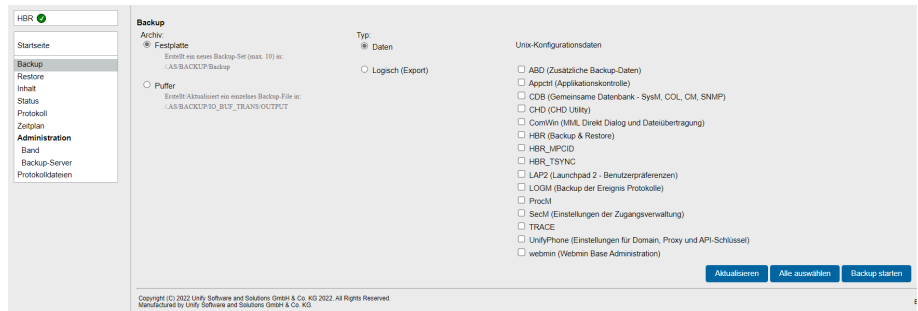 HBR
Startseite
Backup
Restore
Inhalt
Status
Protokoll
Zeitplan
Administration
Band
Backup-Server
Protokolldateien
Backup
Archiv:
Festplatte
Erstellt ein neues Backup-Set (max. 10) in:
/.AS/BACKUP/Backup
Puffer
Erstellt/Aktualisiert ein einzelnes Backup-File in:
/.AS/BACKUP/IO_BUF_TRANS/OUTPUT
Typ:
Daten
Logisch (Export)
Unix-Konfigurationsdaten
ABD (Zusätzliche Backup-Daten)
Appctrl (Applikationskontrolle)
CDB (Gemeinsame Datenbank - SysM, COL, CM, SNMP)
CHD (CHD Utility)
ComWin (MML Direkt Dialog und Dateiübertragung)
HBR (Backup & Restore)
HBR_MPCID
HBR_TSYNC
LAP2 (Launchpad 2 - Benutzerpräferenzen)
LOGM (Backup der Ereignis Protokolle)
ProcM
SecM (Einstellungen der Zugangsverwaltung)
TRACE
UnifyPhone (Einstellungen für Domain, Proxy und API-Schlüssel)
webmin (Webmin Base Administration)
Aktualisieren Alle auswählen Backup starten
Copyright (C) 2022 Unify Software and Solutions GmbH & Co. KG 2022. All Rights Reserved.
Manufactured by Unify Software and Solutions GmbH & Co. KG.